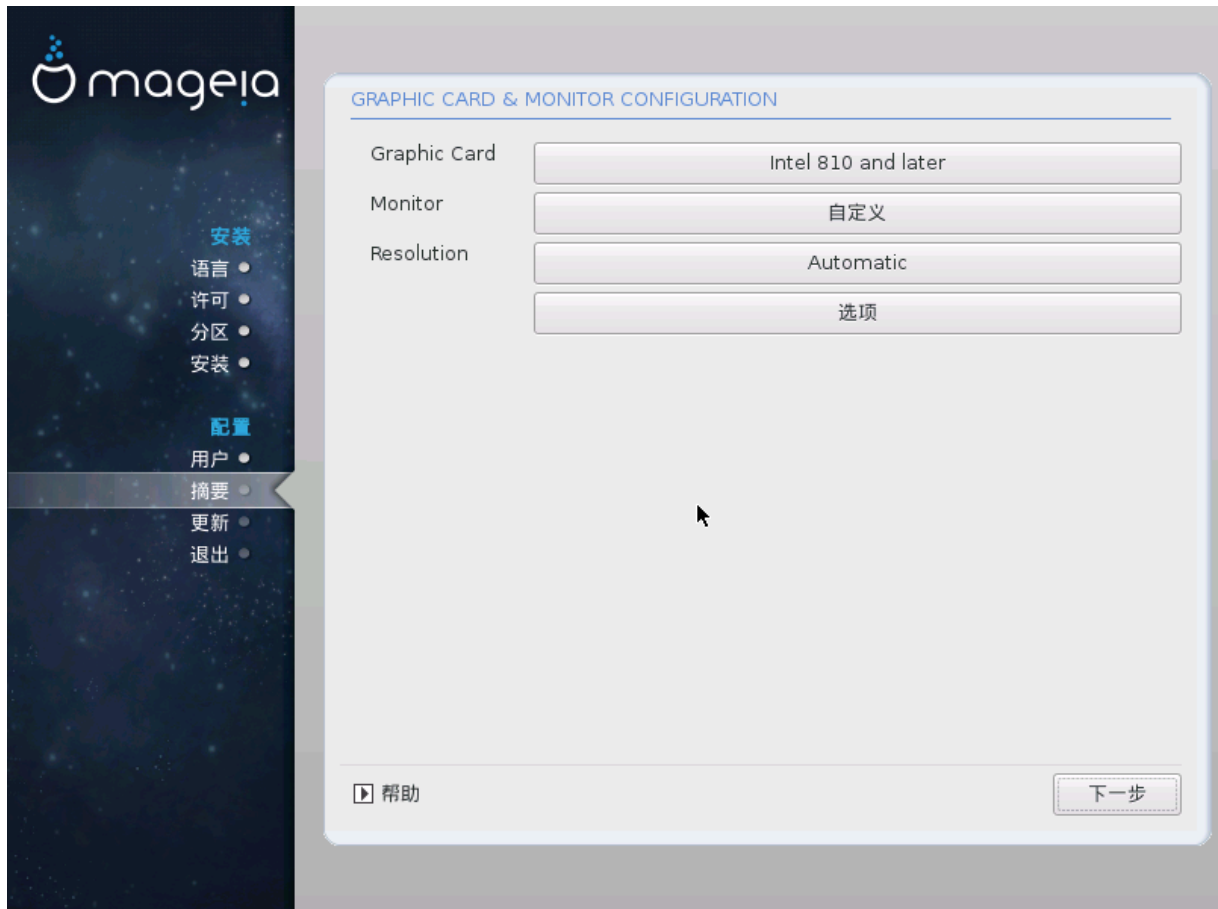 mageia
安装
语言
许可
分区
安装
配置
用户
摘要
更新
退出
GRAPHIC CARD & MONITOR CONFIGURATION
Graphic Card
Intel 810 and later
Monitor
自定义
Resolution
Automatic
选项
帮助
下一步